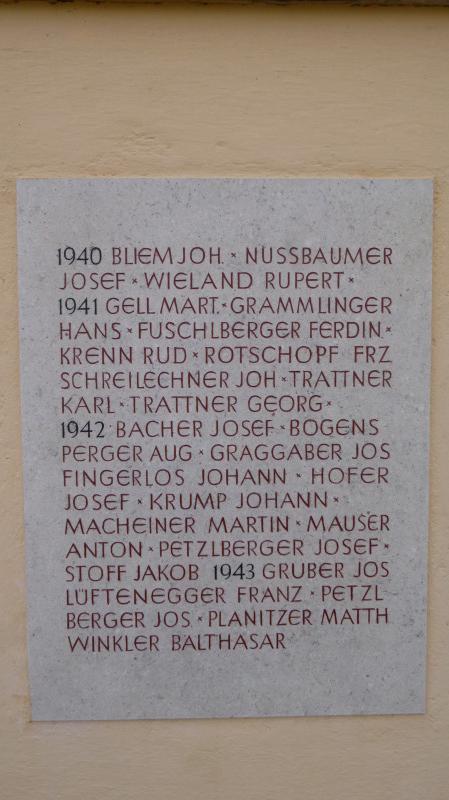 1940 BLIEM JOH. × NUSSBAUMER
JOSEF × WIELAND RUPERT ×
1941 GELL MART. × GRAMMLINGER
HANS × FUSCHLBERGER FERDIN ×
KRENN RUD × ROTSCHOPF FRZ
SCHREILECHNER JOH × TRATTNER
KARL × TRATTNER GEORG ×
1942 BACHER JOSEF × BOGENS
PERGER AUG × GRAGGABER JOS
FINGERLOS JOHANN × HOFER
JOSEF × KRUMP JOHANN ×
MACHEINER MARTIN × MAUSER
ANTON × PETZLBERGER JOSEF ×
STOFF JAKOB 1943 GRUBER JOS
LÜFTENEGGER FRANZ × PETZL
BERGER JOS × PLANITZER MATTH
WINKLER BALTHASAR